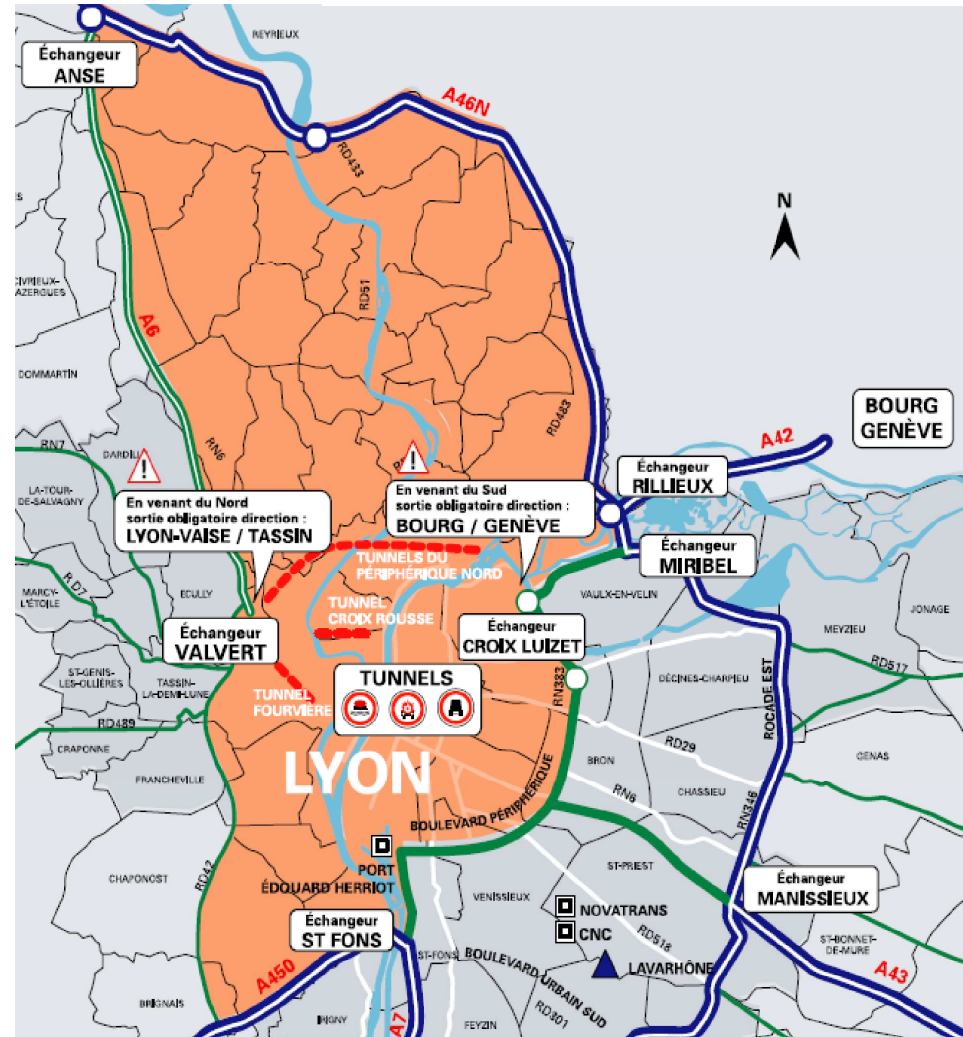 REYRIEUX
Échangeur
ANSE
A46N
RD433
N
CIVRIEUX-
AZERGUES
RD51
A6
DOMMARTIN
RD483
BOURG
GENÈVE
A42
RN7
DARDILLY
RN6
LA-TOUR-
DE-SALVAGNY
!
!
Échangeur
RILLIEUX
En venant du Nord
sortie obligatoire direction :
LYON-VAISE / TASSIN
En venant du Sud
sortie obligatoire direction :
BOURG / GENÈVE
Échangeur
MIRIBEL
TUNNELS DU
PÉRIPHÉRIQUE NORD
R D7
MARCY-
L'ÉTOILE
ECULLY
TUNNEL
CROIX ROUSSE
VAULX-EN-VELIN
JONAGE
MEYZIEU
Échangeur
VALVERT
Échangeur
CROIX LUIZET
ST-GENIS-
LES-OLLIÈRES
TASSIN-
LA-DEMI-LUNE
TUNNELS
TUNNEL
FOURVIÈRE
RN383
DÉCINES-CHARPIEU
RD517
ROCADE EST
RD489
CRAPONNE
FRANCHEVILLE
LYON
RD29
BRON
GENAS
CHASSIEU
RN6
RN346
BOULEVARD PÉRIPHÉRIQUE
CHAPONOST
RD42
PORT
ÉDOUARD HERRIOT
VENISSIEUX
ST-PRIEST
Échangeur
MANISSIEUX
Échangeur
ST FONS
NOVATRANS
CNC
RD518
ST-BONNET-
DE-MURE
ST-FONS
BOULEVARD URBAIN SUD
LAVARHÔNE
A43
A450
BRIGNAIS
IRIGNY
A7
FEYZIN
RD301